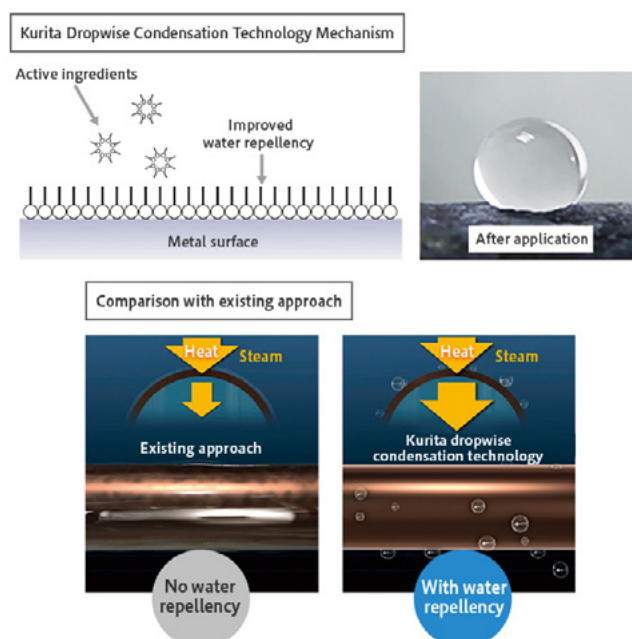 Kurita Dropwise Condensation Technology Mechanism
Active ingredients
Improved
water repellency
Metal surface
After application
Comparison with existing approach
Heat
Steam
Existing approach
No water
repellency
Heat
Steam
Kurita dropwise
condensation technology
With water
repellency